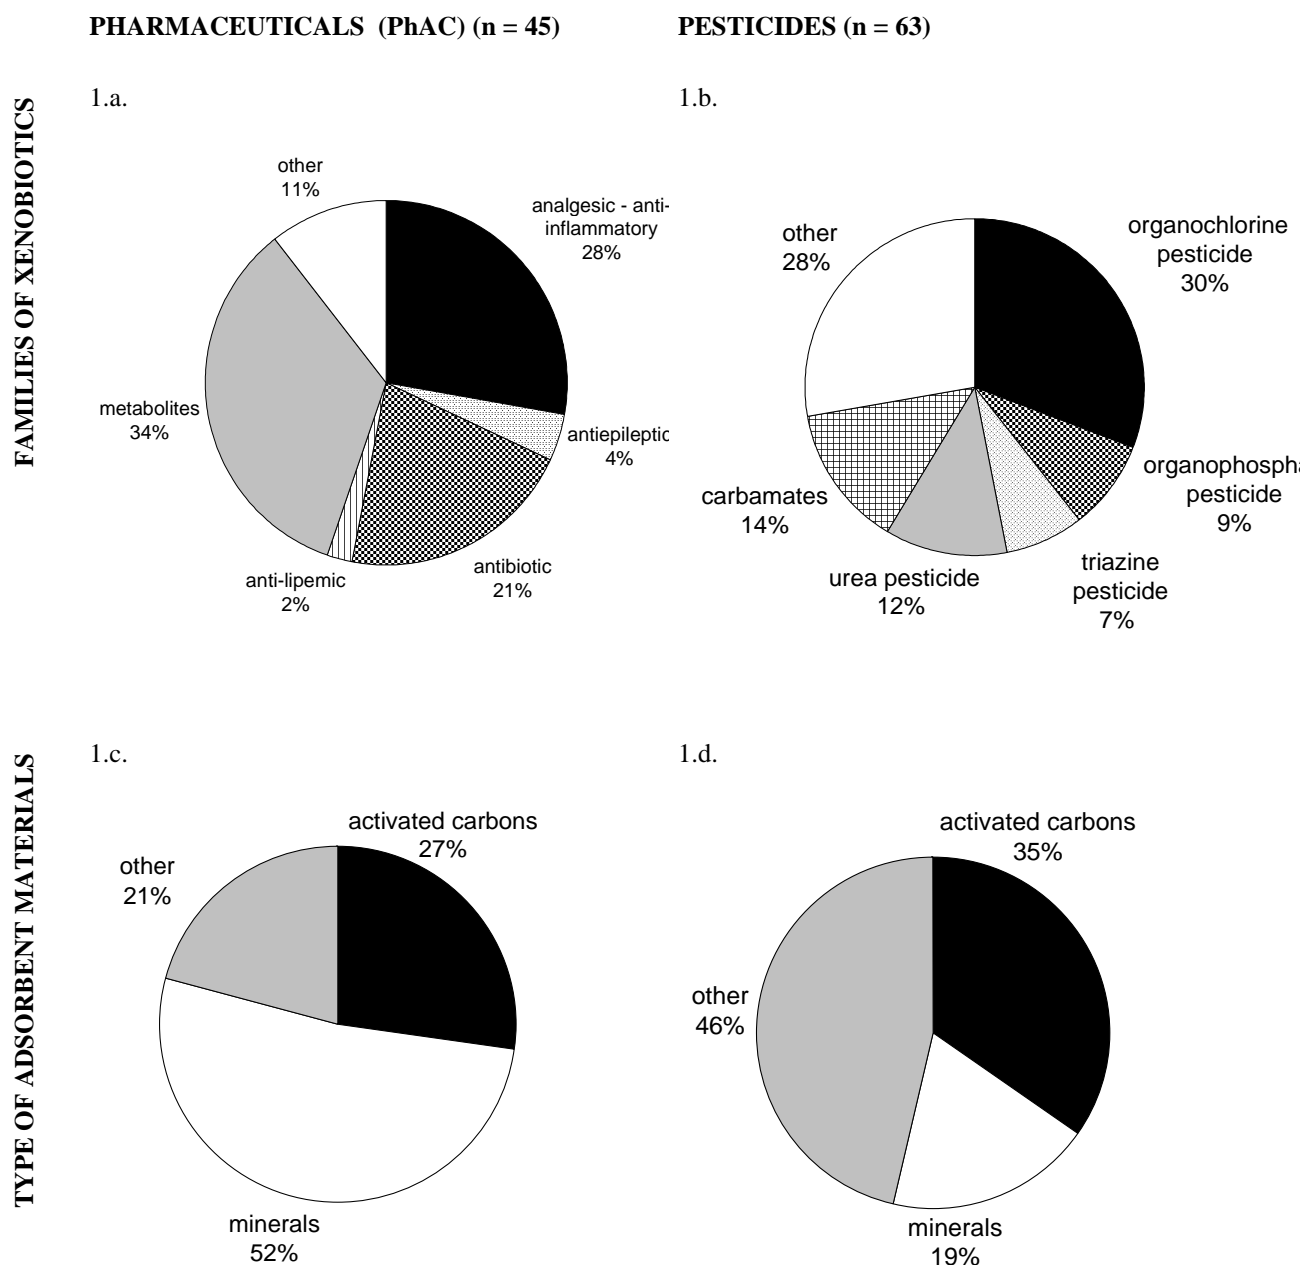 PHARMACEUTICALS (PhAC) (n = 45)
PESTICIDES (n = 63)
FAMILIES OF XENOBIOTICS
1.a.
other
11%
analgesic - anti-
inflammatory
28%
antiepileptic
4%
antibiotic
21%
anti-lipemic
2%
metabolites
34%
1.b.
other
28%
organochlorine
pesticide
30%
organophospha
pesticide
9%
triazine
pesticide
7%
urea pesticide
12%
carbamates
14%
TYPE OF ADSORBENT MATERIALS
1.c.
activated carbons
27%
other
21%
minerals
52%
1.d.
activated carbons
35%
other
46%
minerals
19%